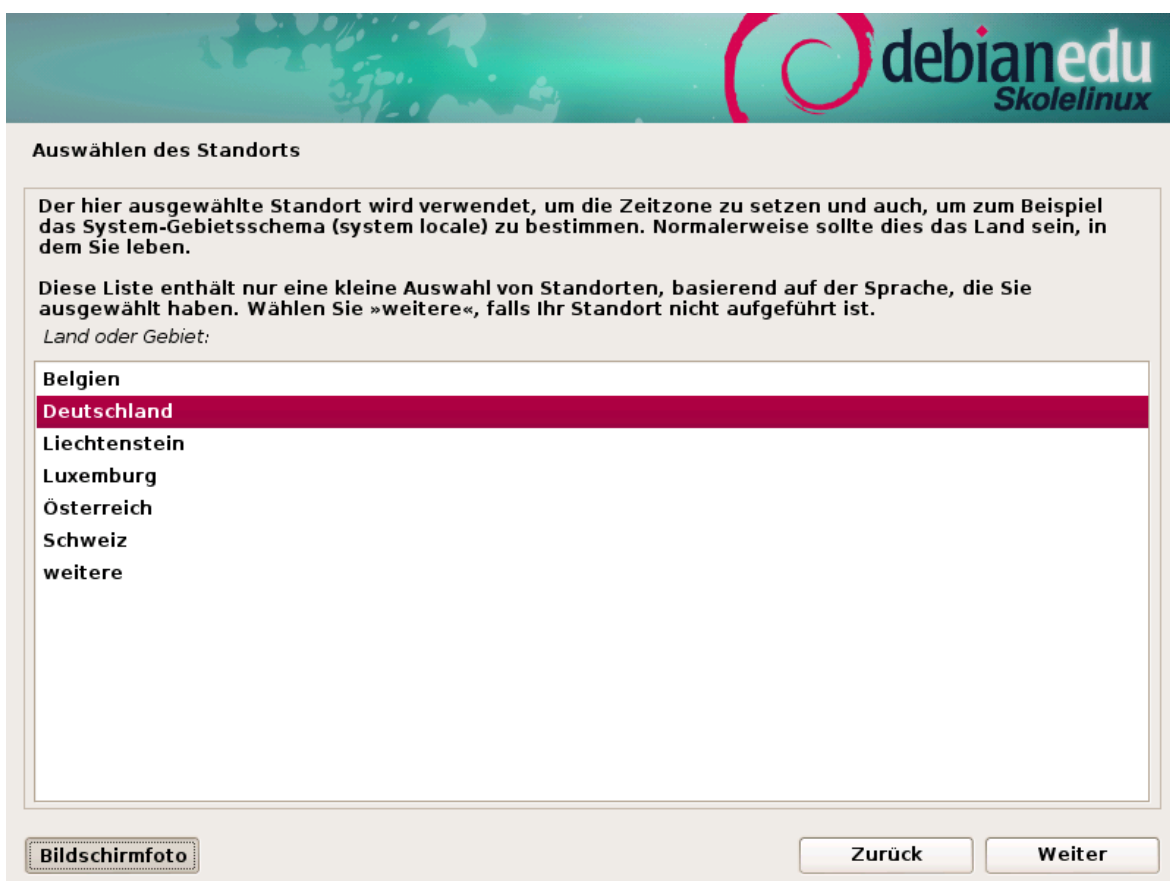 debianedu
Skolelinux
Auswählen des Standorts
Der hier ausgewählte Standort wird verwendet, um die Zeitzone zu setzen und auch, um zum Beispiel
das System-Gebietsschema (system locale) zu bestimmen. Normalerweise sollte dies das Land sein, in
dem Sie leben.
Diese Liste enthält nur eine kleine Auswahl von Standorten, basierend auf der Sprache, die Sie
ausgewählt haben. Wählen Sie »weitere«, falls Ihr Standort nicht aufgeführt ist.
Land oder Gebiet:
Belgien
Deutschland
Liechtenstein
Luxemburg
Österreich
Schweiz
weitere
Bildschirmfoto
Zurück
Weiter